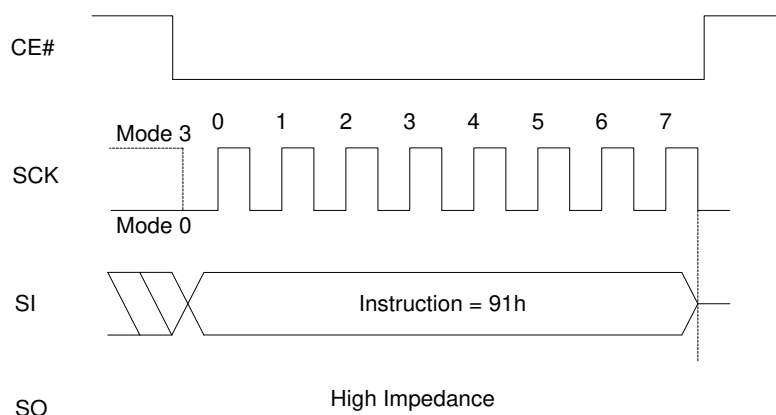 CE#
Mode 3 0 1 2 3 4 5 6 7
SCK
Mode 0
SI Instruction = 91h
SO High Impedance